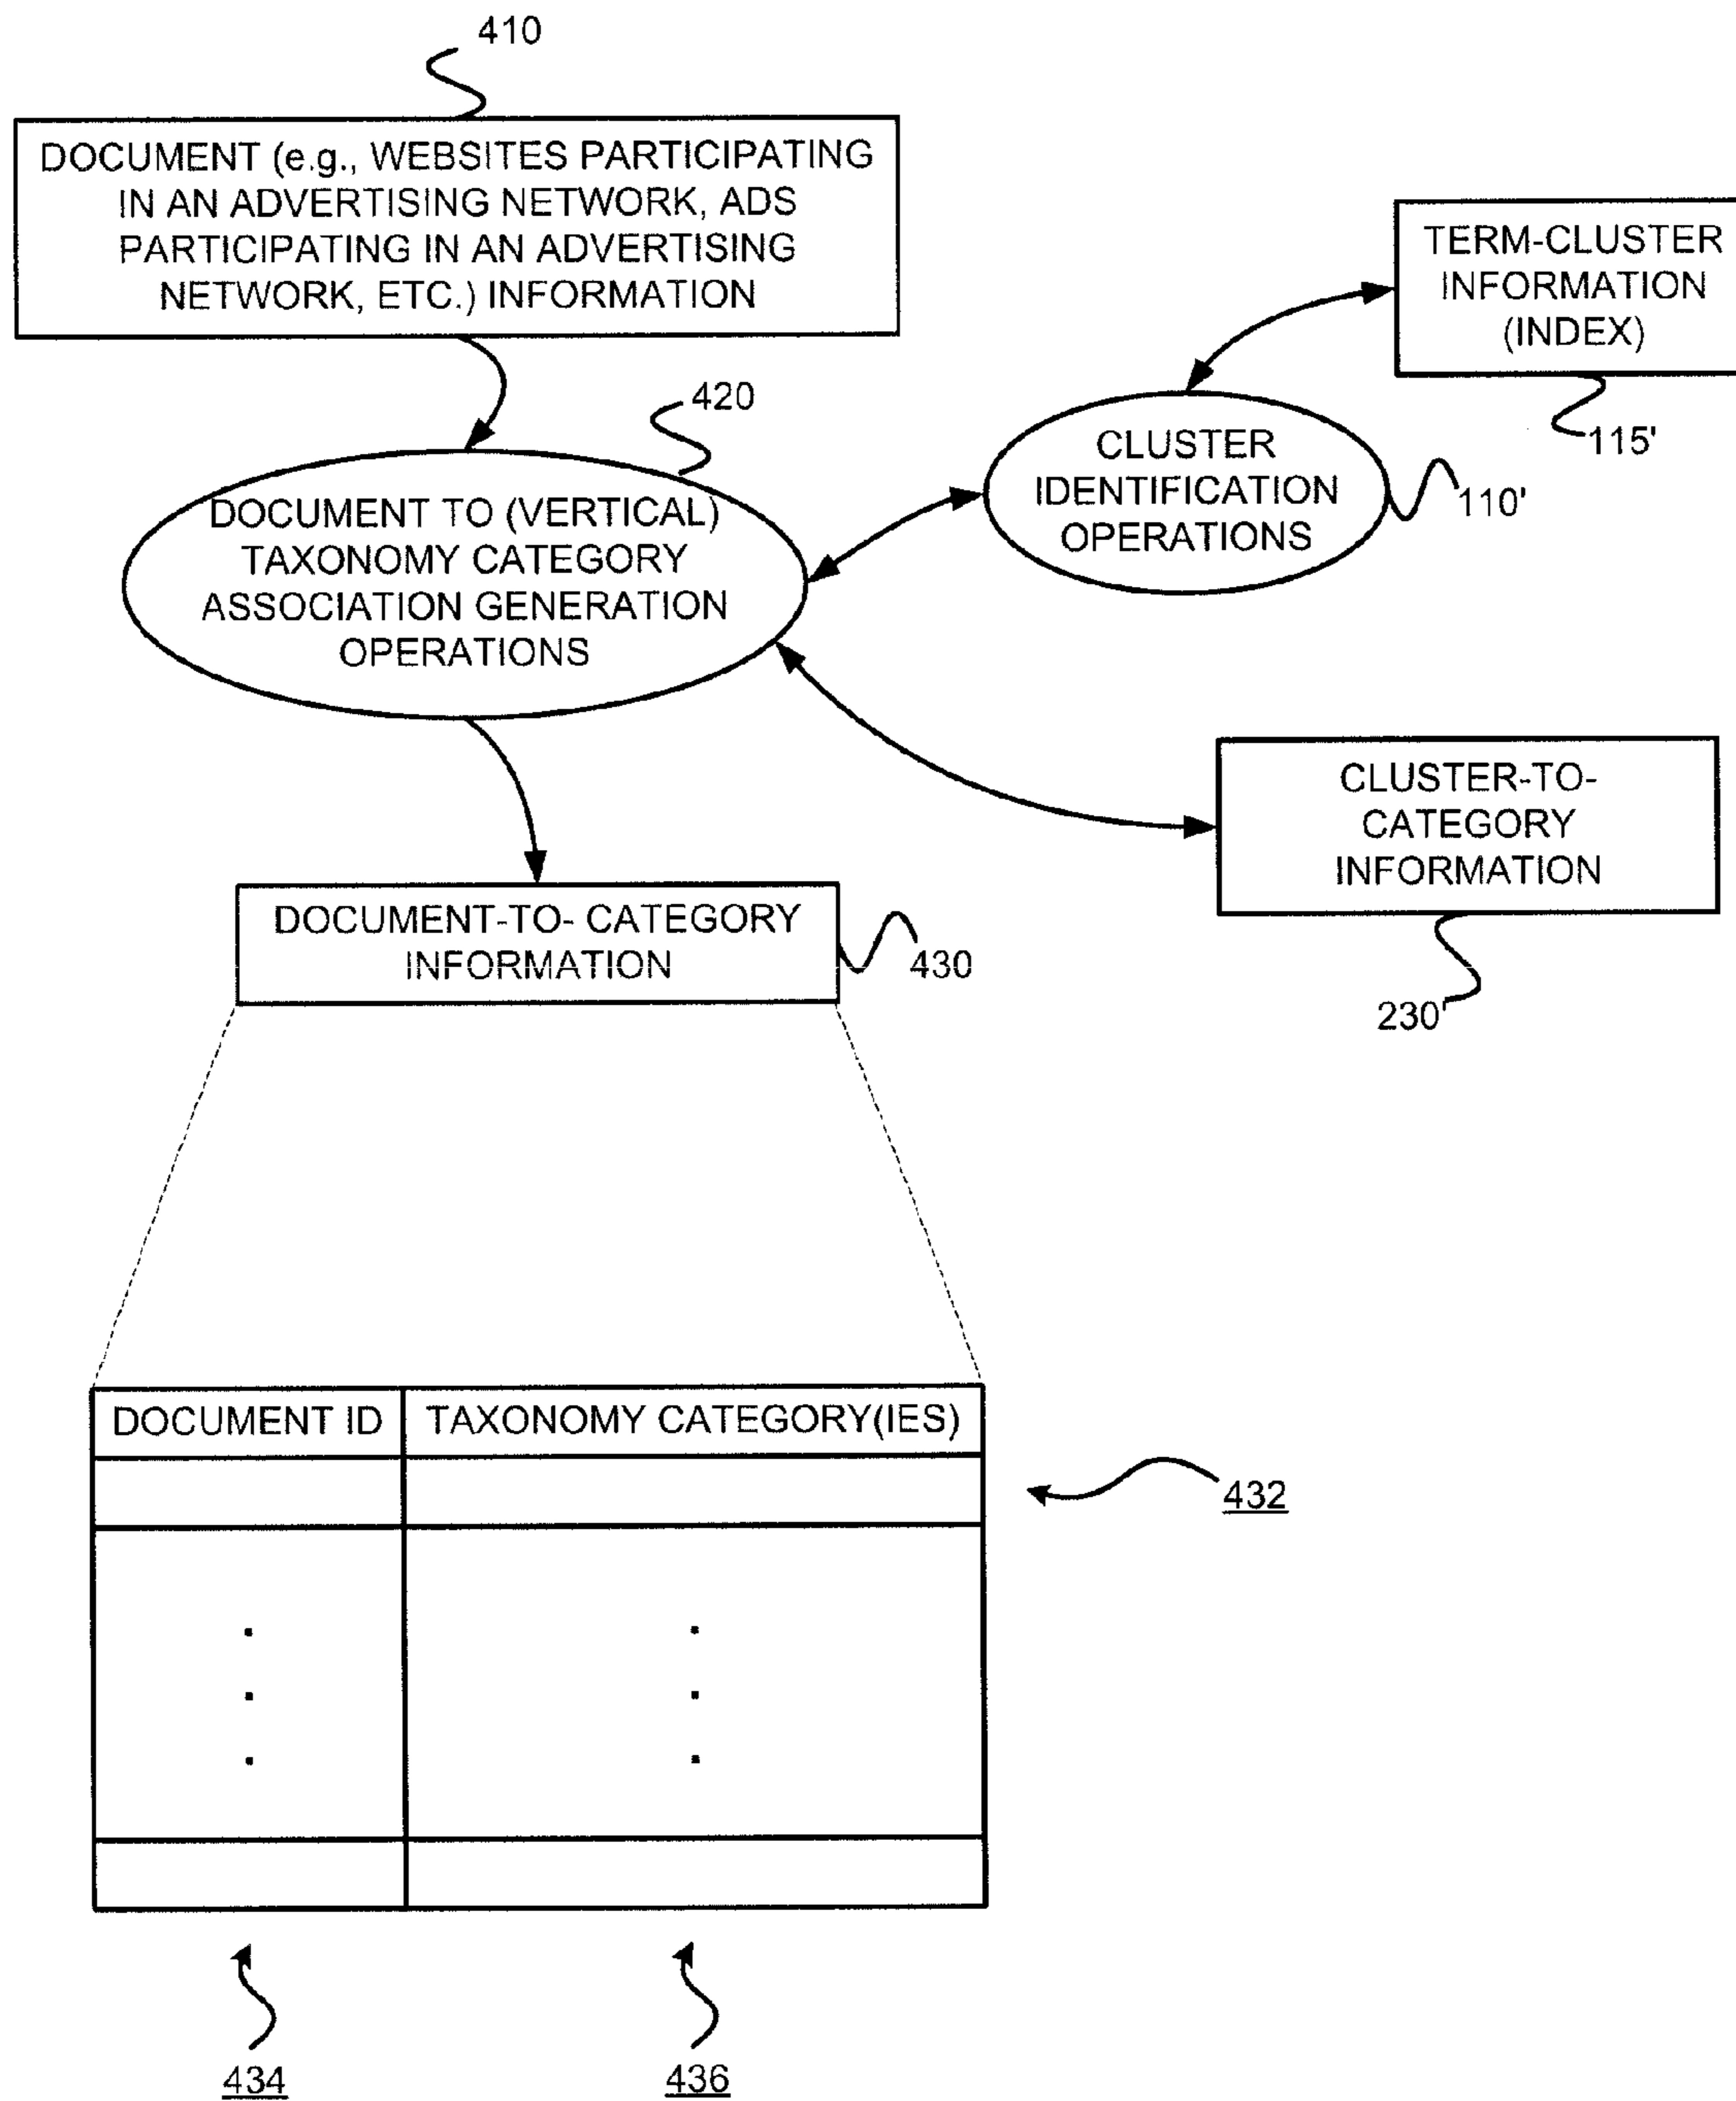 410
DOCUMENT (e.g., WEBSITES PARTICIPATING
IN AN ADVERTISING NETWORK, ADS
PARTICIPATING IN AN ADVERTISING
NETWORK, ETC.) INFORMATION
TERM-CLUSTER
INFORMATION
(INDEX)
115'
420
CLUSTER
IDENTIFICATION
OPERATIONS
110'
DOCUMENT TO (VERTICAL)
TAXONOMY CATEGORY
ASSOCIATION GENERATION
OPERATIONS
CLUSTER-TO-
CATEGORY
INFORMATION
230'
DOCUMENT-TO- CATEGORY
INFORMATION
430
DOCUMENT ID
TAXONOMY CATEGORY(IES)
432
434
436